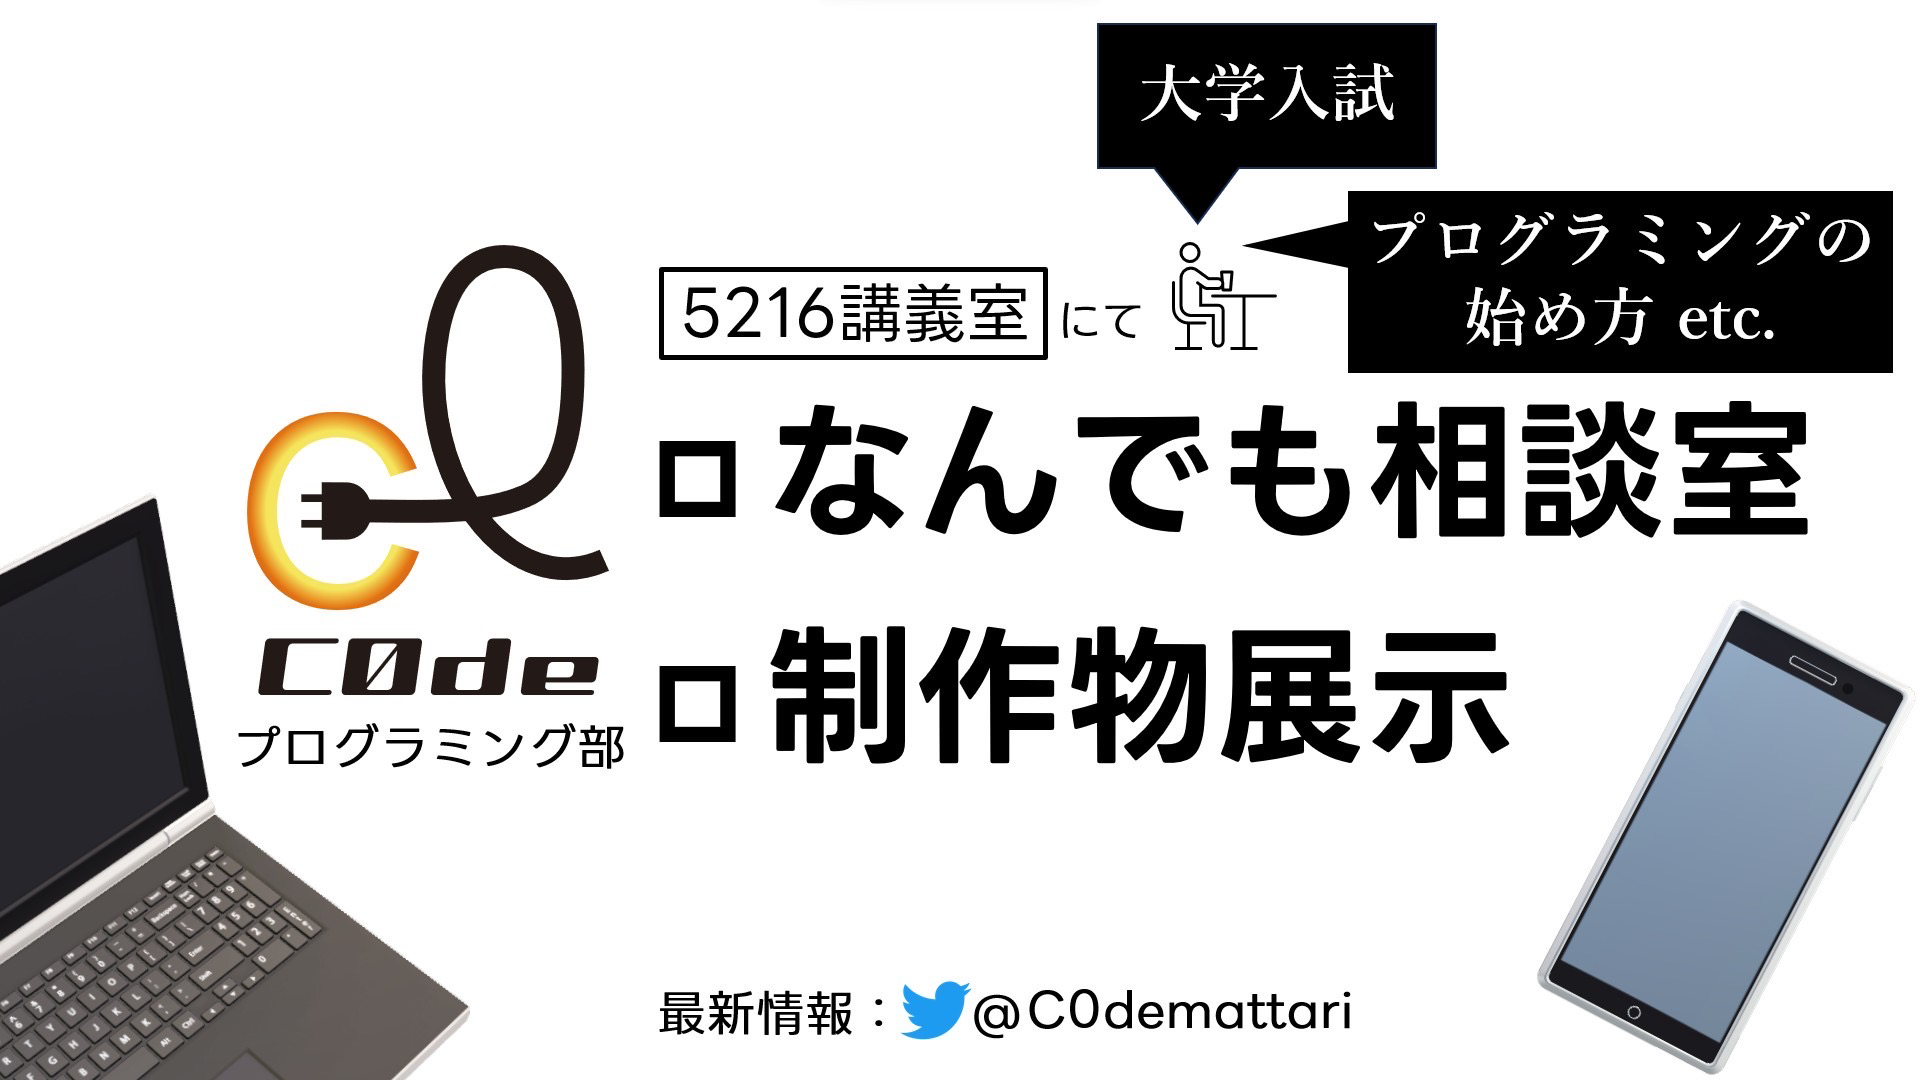 大学入試
プログラミングの
始め方 etc.
5216講義室 にて
なんでも相談室
制作物展示
C0de
プログラミング部
最新情報：@C0demattari